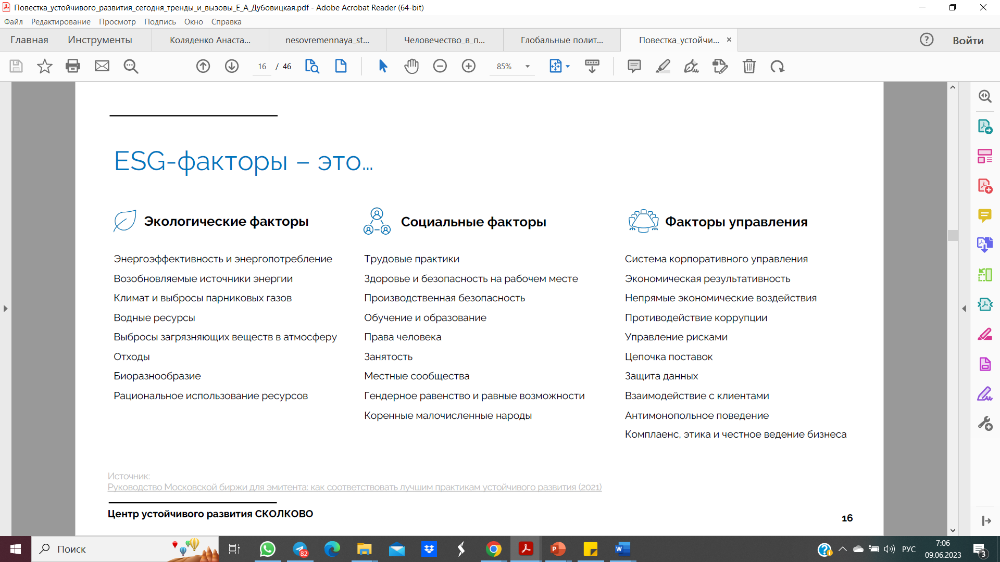 Повестка_устойчивого_развития_сегодня_тренды_и_вызовы_Е_А_Дубовицкая.pdf - Adobe Acrobat Reader (64-bit)
Файл Редактирование Просмотр Подпись Окно Справка
Главная Инструменты Коляденко Анаста... nesovremennaya_st... Человечество_в_п... Глобальные полит... Повестка_устойчи... Войти
16 / 46 85%
ESG-факторы – это...
Экологические факторы
Энергоэффективность и энергопотребление
Возобновляемые источники энергии
Климат и выбросы парниковых газов
Водные ресурсы
Выбросы загрязняющих веществ в атмосферу
Отходы
Биоразнообразие
Рациональное использование ресурсов
Социальные факторы
Трудовые практики
Здоровье и безопасность на рабочем месте
Производственная безопасность
Обучение и образование
Права человека
Занятость
Местные сообщества
Гендерное равенство и равные возможности
Коренные малочисленные народы
Факторы управления
Система корпоративного управления
Экономическая результативность
Непрямые экономические воздействия
Противодействие коррупции
Управление рисками
Цепочка поставок
Защита данных
Взаимодействие с клиентами
Антимонопольное поведение
Комплаенс, этика и честное ведение бизнеса
Источник:
Руководство Московской биржи для эмитента: как соответствовать лучшим практикам устойчивого развития (2021)
Центр устойчивого развития СКОЛКОВО
16
Поиск
82
РУС
7:06
09.06.2023
3